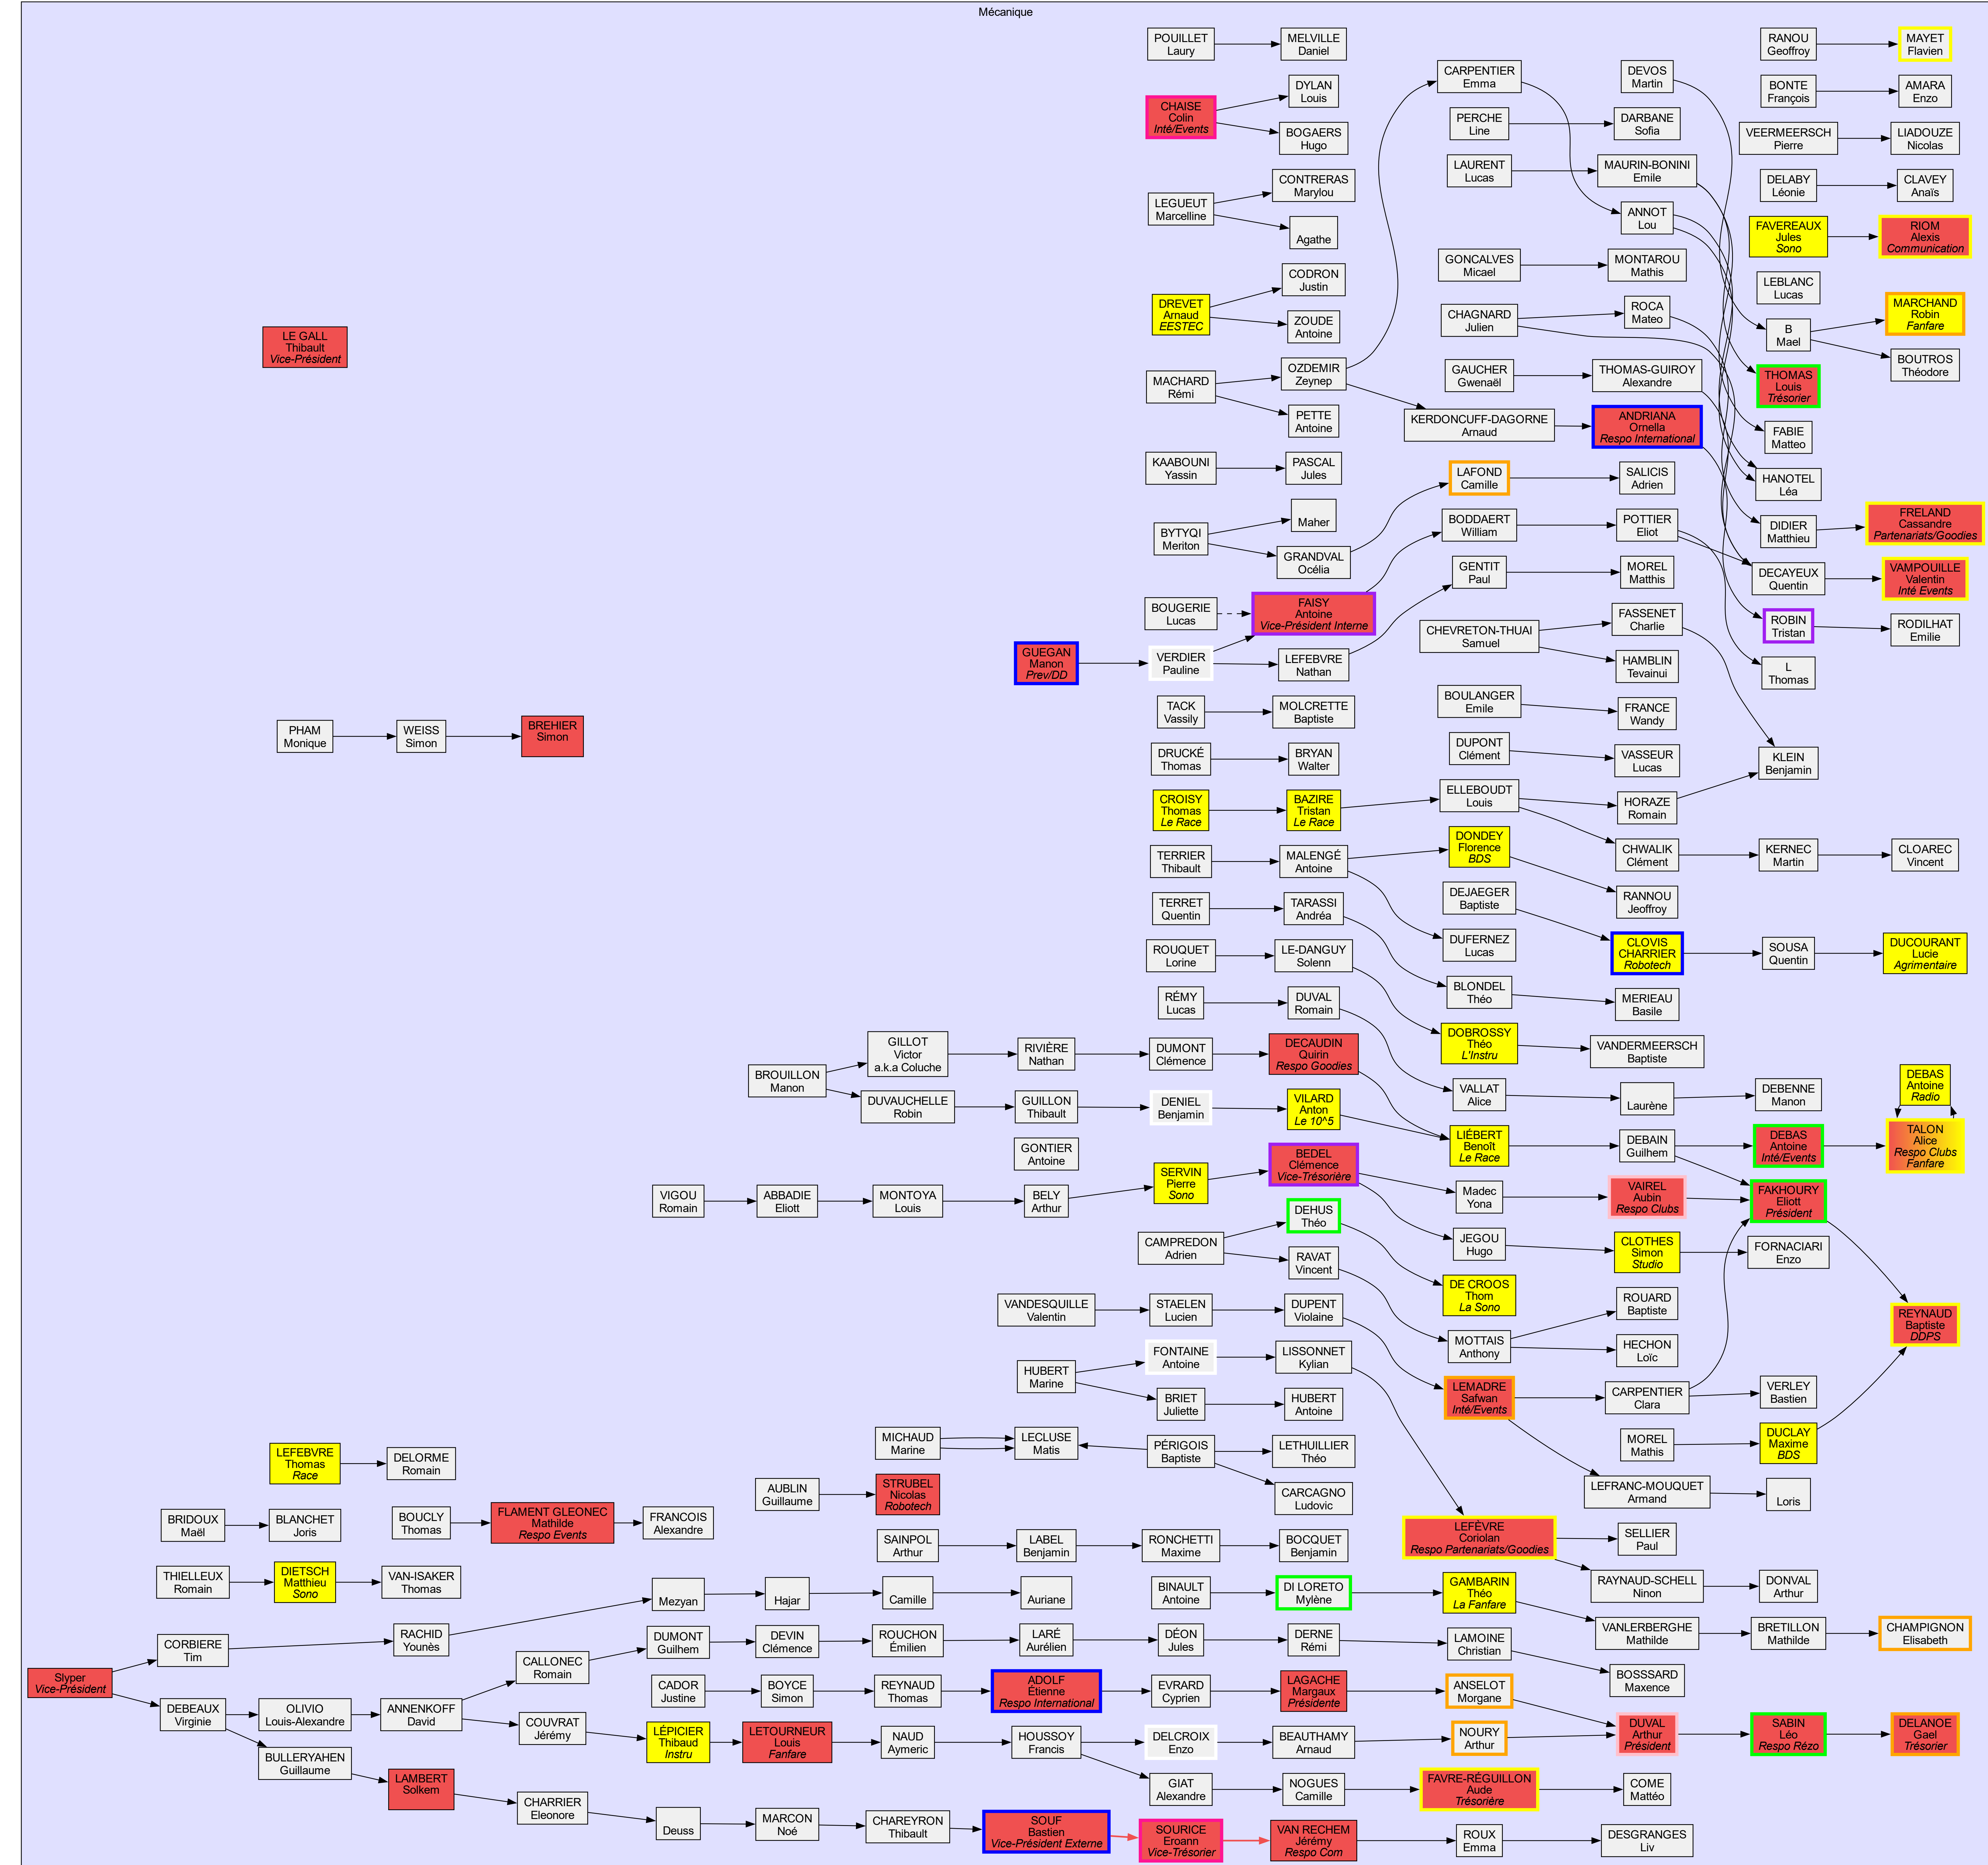 Mécanique
POUILLET
Laury
MELVILLE
Daniel
RANOU
Geoffroy
MAYET
Flavien
CHAISE
Colin
Inté/Events
DYLAN
Louis
BOGAERS
Hugo
CARPENTIER
Emma
DEVOS
Martin
BONTE
François
AMARA
Enzo
PERCHE
Line
DARBANE
Sofia
VEERMEERSCH
Pierre
LIADOUZE
Nicolas
LAURENT
Lucas
MAURIN-BONINI
Emile
DELABY
Léonie
CLAVEY
Anaïs
LEGUEUT
Marcelline
CONTRERAS
Marylou
Agathe
ANNOT
Lou
FAVEREAUX
Jules
Sono
RIOM
Alexis
Communication
GONCALVES
Micael
MONTAROU
Mathis
LEBLANC
Lucas
DREVET
Arnaud
EESTEC
CODRON
Justin
ZOUDE
Antoine
CHAGNARD
Julien
ROCA
Mateo
B
Mael
MARCHAND
Robin
Fanfare
BOUTROS
Théodore
LE GALL
Thibault
Vice-Président
MACHARD
Rémi
OZDEMIR
Zeynep
PETTE
Antoine
GAUCHER
Gwenaël
THOMAS-GUIROY
Alexandre
THOMAS
Louis
Trésorier
KERDONCUFF-DAGORNE
Arnaud
ANDRIANA
Ornella
Respo International
FABIE
Matteo
KAABOUNI
Yassin
PASCAL
Jules
LAFOND
Camille
SALICIS
Adrien
HANOTEL
Léa
BYTYQI
Meriton
Maher
GRANDVAL
Océlia
BODDAERT
William
POTTIER
Eliot
DIDIER
Matthieu
FRELAND
Cassandre
Partenariats/Goodies
GENTIT
Paul
MOREL
Matthis
DECAYEUX
Quentin
VAMPOUILLE
Valentin
Inté Events
BOUGERIE
Lucas
FAISY
Antoine
Vice-Président Interne
FASSENET
Charlie
ROBIN
Tristan
RODILHAT
Emilie
GUEGAN
Manon
Prev/DD
VERDIER
Pauline
LEFEBVRE
Nathan
CHEVRETON-THUAI
Samuel
HAMBLIN
Tevainui
L
Thomas
TACK
Vassily
MOLCRETTE
Baptiste
BOULANGER
Emile
FRANCE
Wandy
PHAM
Monique
WEISS
Simon
BREHIER
Simon
DRUCKÉ
Thomas
BRYAN
Walter
DUPONT
Clément
VASSEUR
Lucas
KLEIN
Benjamin
CROISY
Thomas
Le Race
BAZIRE
Tristan
Le Race
ELLEBOUDT
Louis
HORAZE
Romain
TERRIER
Thibault
MALENGÉ
Antoine
DONDEY
Florence
BDS
CHWALIK
Clément
KERNEC
Martin
CLOAREC
Vincent
TERRET
Quentin
TARASSI
Andréa
DEJAEGER
Baptiste
RANNOU
Jeoffroy
ROUQUET
Lorine
LE-DANGUY
Solenn
DUFERNEZ
Lucas
CLOVIS
CHARRIER
Robotech
SOUSA
Quentin
DUCOURANT
Lucie
Agrimentaire
RÉMY
Lucas
DUVAL
Romain
BLONDEL
Théo
MERIEAU
Basile
GILLOT
Victor
a.k.a Coluche
RIVIÈRE
Nathan
DUMONT
Clémence
DECAUDIN
Quirin
Respo Goodies
DOBROSSY
Théo
L'Instru
VANDERMEERSCH
Baptiste
BROUILLON
Manon
DUVAUCHELLE
Robin
GUILLON
Thibault
DENIEL
Benjamin
VILARD
Anton
Le 10^5
VALLAT
Alice
Laurène
DEBENNE
Manon
DEBAS
Antoine
Radio
GONTIER
Antoine
LIÉBERT
Benoît
Le Race
DEBAIN
Guilhem
DEBAS
Antoine
Inté/Events
TALON
Alice
Respo Clubs
Fanfare
VIGOU
Romain
ABBADIE
Eliott
MONTOYA
Louis
BELY
Arthur
SERVIN
Pierre
Sono
BEDEL
Clémence
Vice-Trésorière
Madec
Yona
VAIREL
Aubin
Respo Clubs
FAKHOURY
Eliott
Président
CAMPREDON
Adrien
DEHUS
Théo
RAVAT
Vincent
JEGOU
Hugo
CLOTHES
Simon
Studio
FORNACIARI
Enzo
DE CROOS
Thom
La Sono
VANDESQUILLE
Valentin
STAELEN
Lucien
DUPENT
Violaine
ROUARD
Baptiste
REYNAUD
Baptiste
DDPS
MOTTAIS
Anthony
HECHON
Loïc
HUBERT
Marine
FONTAINE
Antoine
LISSONNET
Kylian
BRIET
Juliette
HUBERT
Antoine
LEMADRE
Safwan
Inté/Events
CARPENTIER
Clara
VERLEY
Bastien
MICHAUD
Marine
LECLUSE
Matis
PÉRIGOIS
Baptiste
LETHUILLIER
Théo
MOREL
Mathis
DUCLAY
Maxime
BDS
LEFEBVRE
Thomas
Race
DELORME
Romain
AUBLIN
Guillaume
STRUBEL
Nicolas
Robotech
CARCAGNO
Ludovic
LEFRANC-MOUQUET
Armand
Loris
BRIDOUX
Maël
BLANCHET
Joris
BOUCLY
Thomas
FLAMENT GLEONEC
Mathilde
Respo Events
FRANCOIS
Alexandre
SAINPOL
Arthur
LABEL
Benjamin
RONCHETTI
Maxime
BOCQUET
Benjamin
LEFÈVRE
Coriolan
Respo Partenariats/Goodies
SELLIER
Paul
THIELLEUX
Romain
DIETSCH
Matthieu
Sono
VAN-ISAKER
Thomas
Mezyan
Hajar
Camille
Auriane
BINAULT
Antoine
DI LORETO
Mylène
GAMBARIN
Théo
La Fanfare
RAYNAUD-SCHELL
Ninon
DONVAL
Arthur
CORBIERE
Tim
RACHID
Younès
CALLONEC
Romain
DUMONT
Guilhem
DEVIN
Clémence
ROUCHON
Émilien
LARÉ
Aurélien
DÉON
Jules
DERNE
Rémi
LAMOINE
Christian
VANLERBERGHE
Mathilde
BRETILLON
Mathilde
CHAMPIGNON
Elisabeth
Slyper
Vice-Président
BOSSSARD
Maxence
DEBEAUX
Virginie
OLIVIO
Louis-Alexandre
ANNENKOFF
David
CADOR
Justine
BOYCE
Simon
REYNAUD
Thomas
ADOLF
Étienne
Respo International
EVRARD
Cyprien
LAGACHE
Margaux
Présidente
ANSELOT
Morgane
COUVRAT
Jérémy
LÉPICIER
Thibaud
Instru
LETOURNEUR
Louis
Fanfare
NAUD
Aymeric
HOUSSOY
Francis
DELCROIX
Enzo
BEAUTHAMY
Arnaud
NOURY
Arthur
DUVAL
Arthur
Président
SABIN
Léo
Respo Rézo
DELANOE
Gael
Trésorier
BULLERYAHEN
Guillaume
LAMBERT
Solkem
GIAT
Alexandre
NOGUES
Camille
FAVRE-RÉGUILLON
Aude
Trésorière
COME
Mattéo
CHARRIER
Eleonore
Deuss
MARCON
Noé
CHAREYRON
Thibault
SOUF
Bastien
Vice-Président Externe
SOURICE
Eroann
Vice-Trésorier
VAN RECHEM
Jérémy
Respo Com
ROUX
Emma
DESGRANGES
Liv